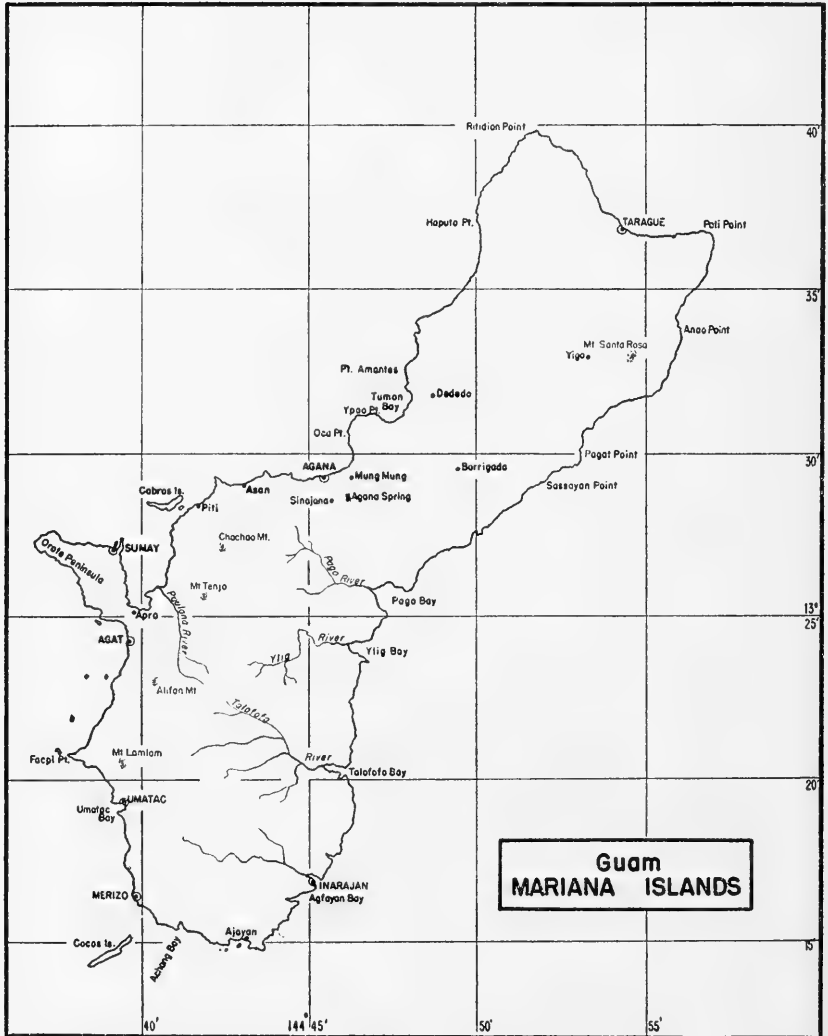 Ritidion Point
40'
Haputo Pt.
TARAGUE
Pati Point
35'
Anao Point
Mt. Santa Rosa
Yigo
Pt. Amantes
Tumon
Bay
Dededo
Ypao Pt.
Oca Pt.
30'
Pagat Point
AGANA
Mung Mung
Barrigada
Sassayan Point
Asan
Cabras Is.
Sinajana
Agana Spring
Piti
Chachao Mt.
SUMAY
Orote Peninsula
Pago River
Mt Tenjo
Pago Bay
Paulana River
13°
25'
Apra
AGAT
River
Ylig Bay
Ylig
Alifan Mt
Talofofo
Facpi Pt.
Mt Lamlam
River
Talofofo Bay
20'
UMATAC
Umatac
Bay
Guam
MARIANA ISLANDS
INARAJAN
MERIZO
Agfayan Bay
Ajayan
15'
Cocos Is.
Achang Bay
40'
144° 45'
50'
55'